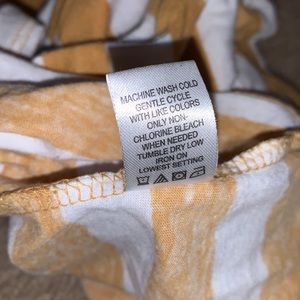 MACHINE WASH COLD
GENTLE CYCLE
WITH LIKE COLORS
ONLY NON-
CHLORINE BLEACH
WHEN NEEDED
TUMBLE DRY LOW
IRON ON
LOWEST SETTING